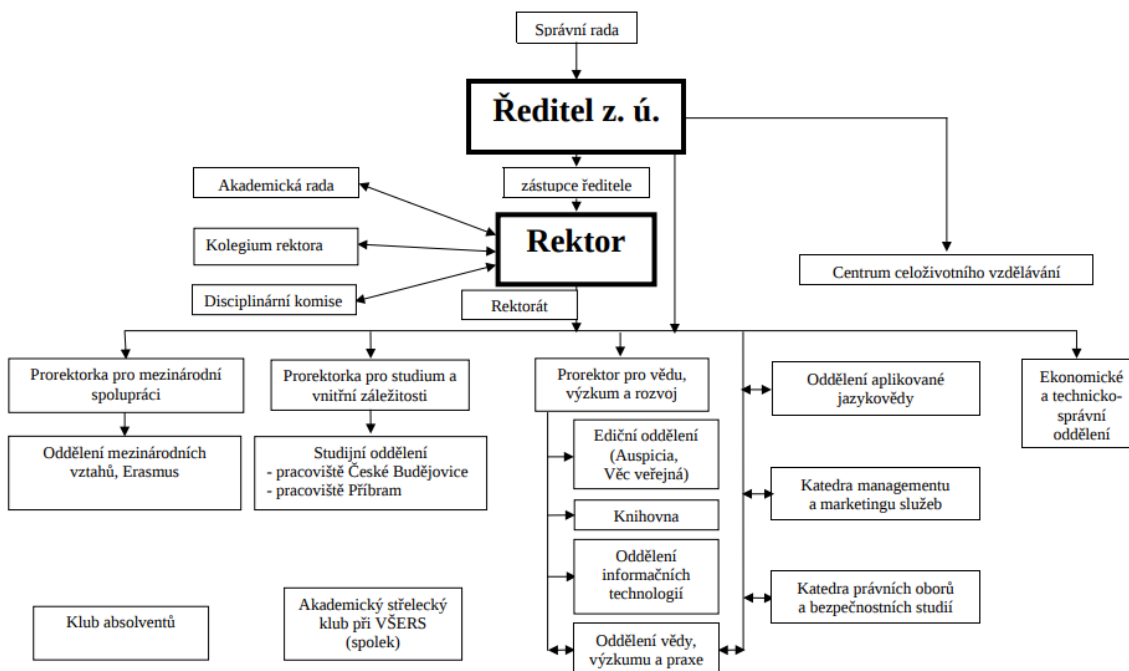 Správní rada
Ředitel z. ú.
zástupce ředitele
Akademická rada
Rektor
Kolegium rektora
Centrum celoživotního vzdělávání
Disciplinární komise
Rektorát
Prorektorka pro mezinárodní
spolupráci
Prorektorka pro studium a
vnitřní záležitosti
Prorektor pro vědu,
výzkum a rozvoj
Oddělení aplikované
jazykovědy
Ekonomické
a technicko-
správní
oddělení
Oddělení mezinárodních
vztahů, Erasmus
Studijní oddělení
- pracoviště České Budějovice
- pracoviště Příbram
Ediční oddělení
(Auspicia,
Věc veřejná)
Katedra managementu
a marketingu služeb
Knihovna
Oddělení
informačních
technologií
Katedra právních oborů
a bezpečnostních studií
Klub absolventů
Akademický střelecký
klub při VŠERS
(spolek)
Oddělení vědy,
výzkumu a praxe